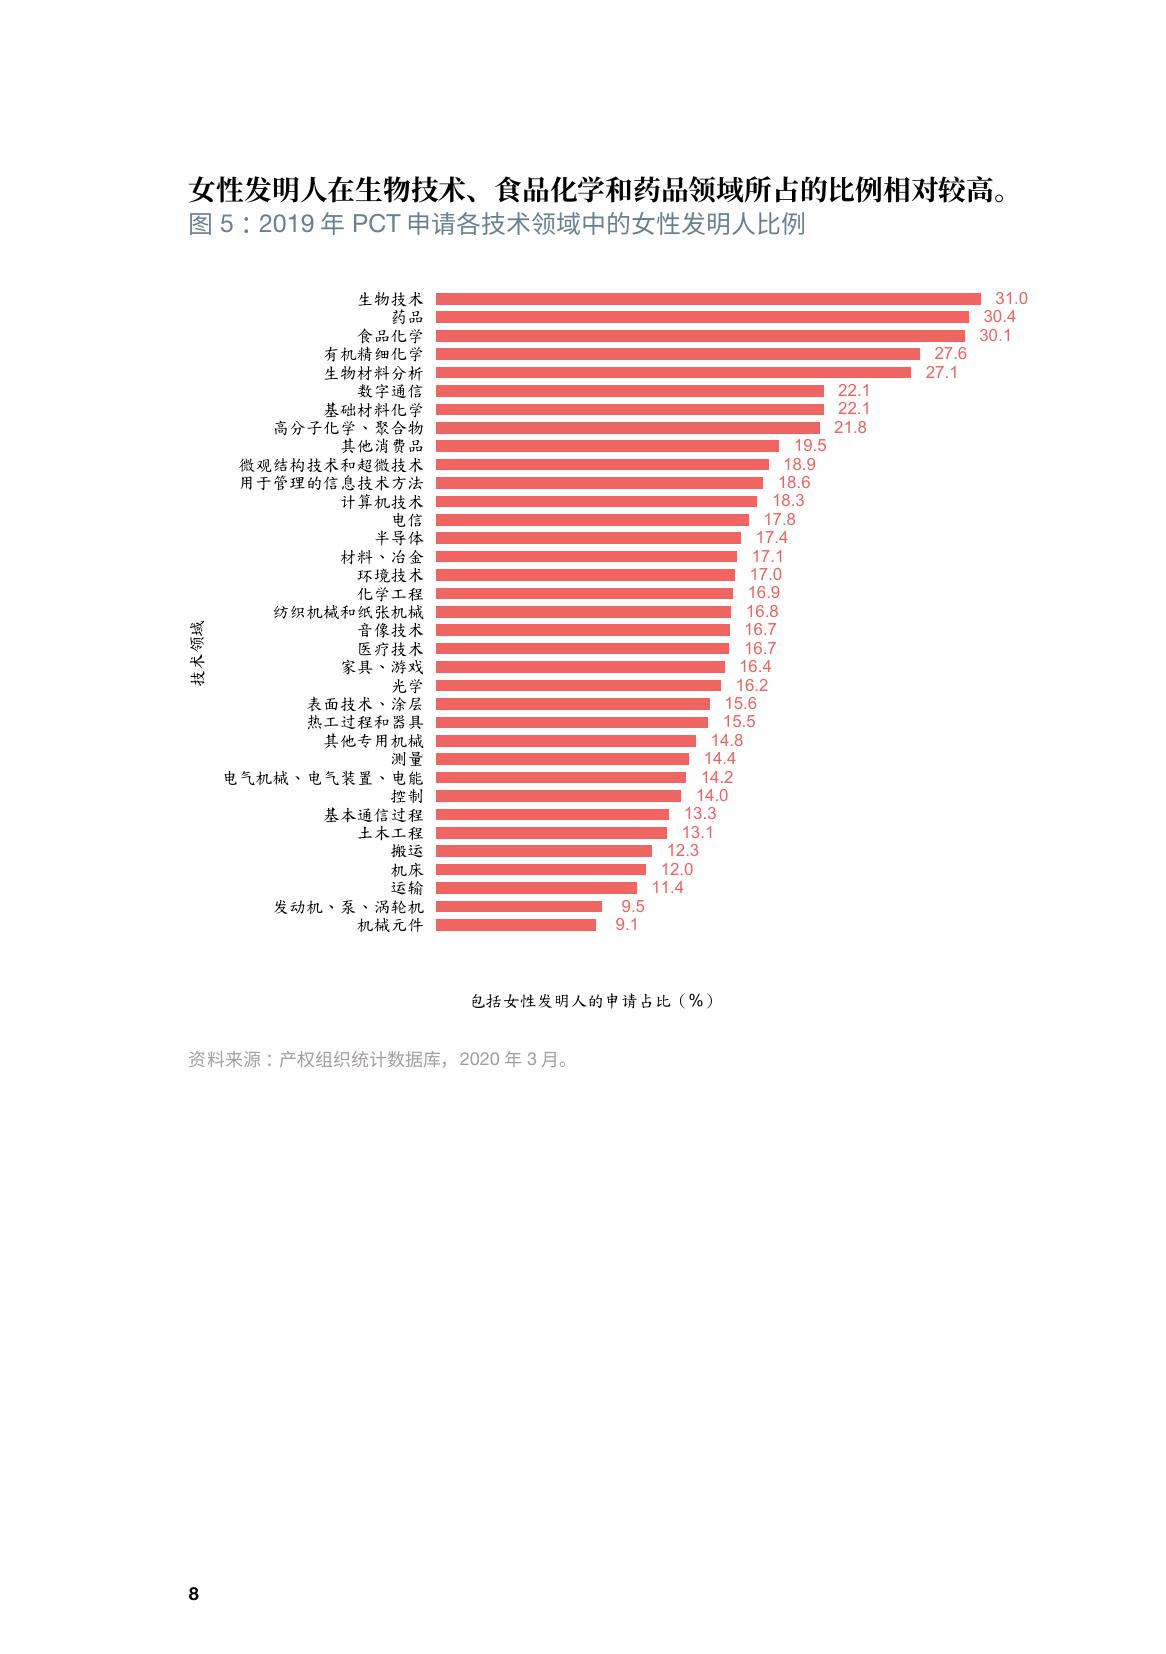 女性发明人在生物技术、食品化学和药品领域所占的比例相对较高。
图 5：2019 年 PCT 申请各技术领域中的女性发明人比例
生物技术 31.0
药品 30.4
食品化学 30.1
有机精细化学 27.6
生物材料分析 27.1
数字通信 22.1
基础材料化学 22.1
高分子化学、聚合物 21.8
其他消费品 19.5
微观结构技术和超微技术 18.9
用于管理的信息技术方法 18.6
计算机技术 18.3
电信 17.8
半导体 17.4
材料、冶金 17.1
环境技术 17.0
化学工程 16.9
纺织机械和纸张机械 16.8
音像技术 16.7
医疗技术 16.7
家具、游戏 16.4
光学 16.2
表面技术、涂层 15.6
热工过程和器具 15.5
其他专用机械 14.8
测量 14.4
电气机械、电气装置、电能 14.2
控制 14.0
基本通信过程 13.3
土木工程 13.1
搬运 12.3
机床 12.0
运输 11.4
发动机、泵、涡轮机 9.5
机械元件 9.1
技术领域
包括女性发明人的申请占比（%）
资料来源：产权组织统计数据库，2020 年 3 月。
8